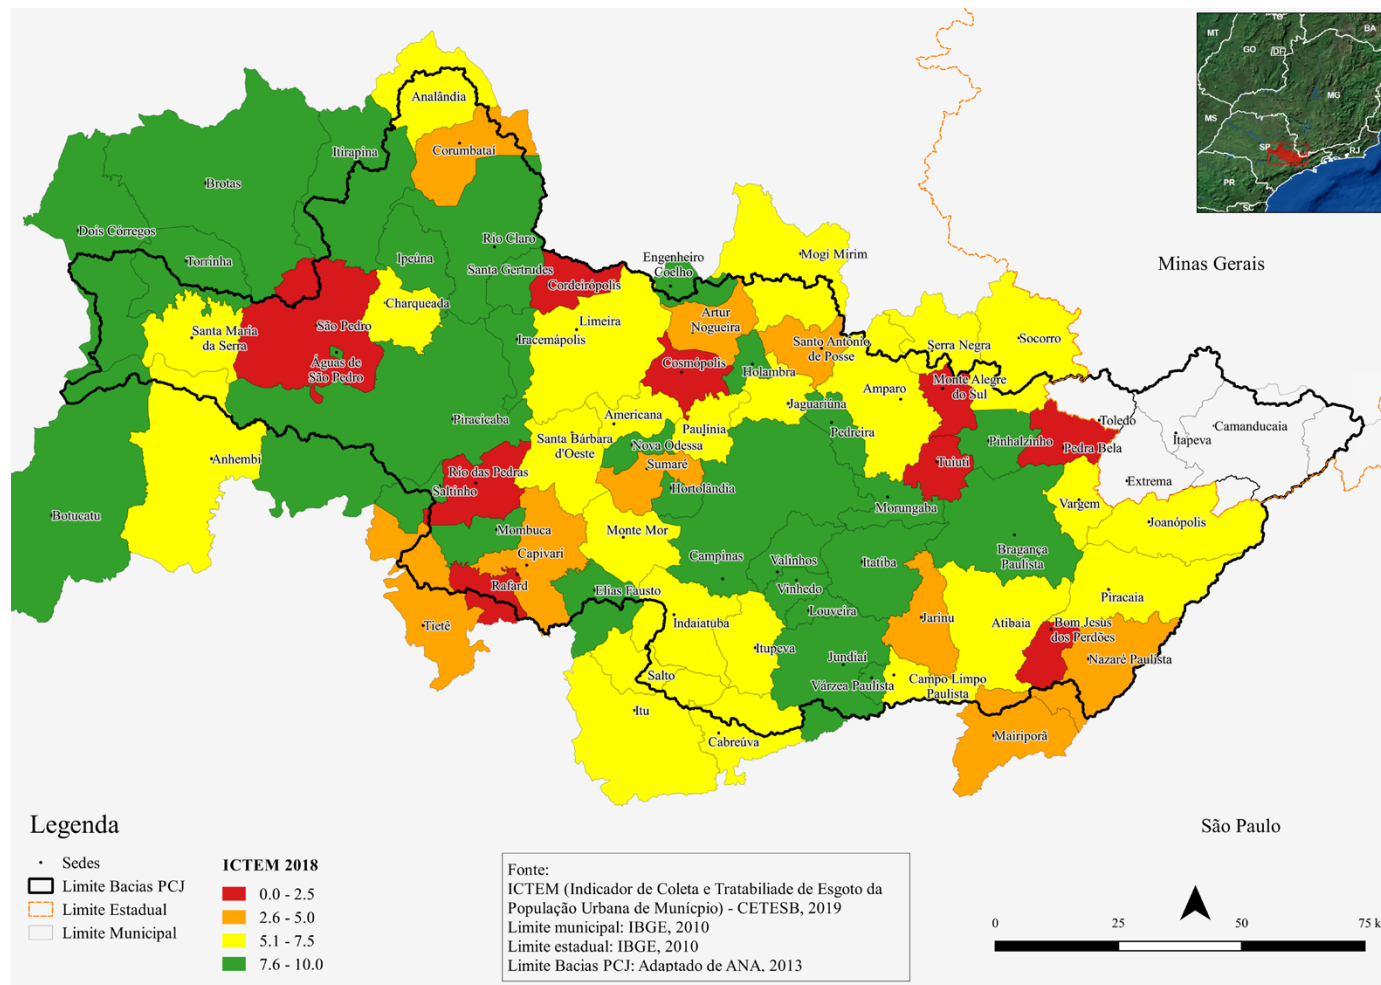 TO
BA
MT
GO
DF
MG
MS
SP
RJ
PR
SC
Minas Gerais
São Paulo
Analândia
Corumbataí
Itirapina
Brotas
Dois Córregos
Torrinha
Ipeúna
Rio Claro
Santa Gertrudes
Engenheiro
Coelho
Mogi Mirim
Cordeirópolis
Charqueada
Santa Maria
da Serra
São Pedro
Águas de
São Pedro
Iracemápolis
Limeira
Artur
Nogueira
Santo Antônio
de Posse
Serra Negra
Socorro
Cosmópolis
Holambra
Amparo
Monte Alegre
do Sul
Toledo
Itapeva
Camanducaia
Piracicaba
Americana
Paulínia
Jaguariúna
Pedreira
Pinhalzinho
Pedra Bela
Santa Bárbara
d'Oeste
Nova Odessa
Sumaré
Hortolândia
Tuiuti
Extrema
Anhembi
Rio das Pedras
Saltinho
Morungaba
Vargem
Joanópolis
Botucatu
Mombuca
Monte Mor
Capivari
Campinas
Valinhos
Itatiba
Bragança
Paulista
Rafard
Elias Fausto
Vinhedo
Louveira
Piracaia
Tietê
Indaiatuba
Itupeva
Jarinu
Atibaia
Bom Jesus
dos Perdões
Jundiaí
Nazaré Paulista
Salto
Várzea Paulista
Campo Limpo
Paulista
Itu
Cabreúva
Mairiporã
Legenda
Sedes
Limite Bacias PCJ
Limite Estadual
Limite Municipal
ICTEM 2018
0.0 - 2.5
2.6 - 5.0
5.1 - 7.5
7.6 - 10.0
Fonte:
ICTEM (Indicador de Coleta e Tratabiliade de Esgoto da
População Urbana de Munícpio) - CETESB, 2019
Limite municipal: IBGE, 2010
Limite estadual: IBGE, 2010
Limite Bacias PCJ: Adaptado de ANA, 2013
0 25 50 75 k